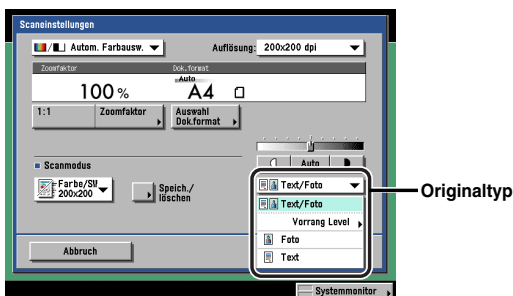 Scaneinstellungen
Autom. Farbausw.
Auflösung: 200x200 dpi
Zoomfaktor
Dok.format
Auto
100 %
A4
1:1
Zoomfaktor
Auswahl
Dok.format
Auto
Scanmodus
Farbe/SW
200x200
Speich./
löschen
Text/Foto
Text/Foto
Vorrang Level
Foto
Text
Originaltyp
Abbruch
Systemmonitor